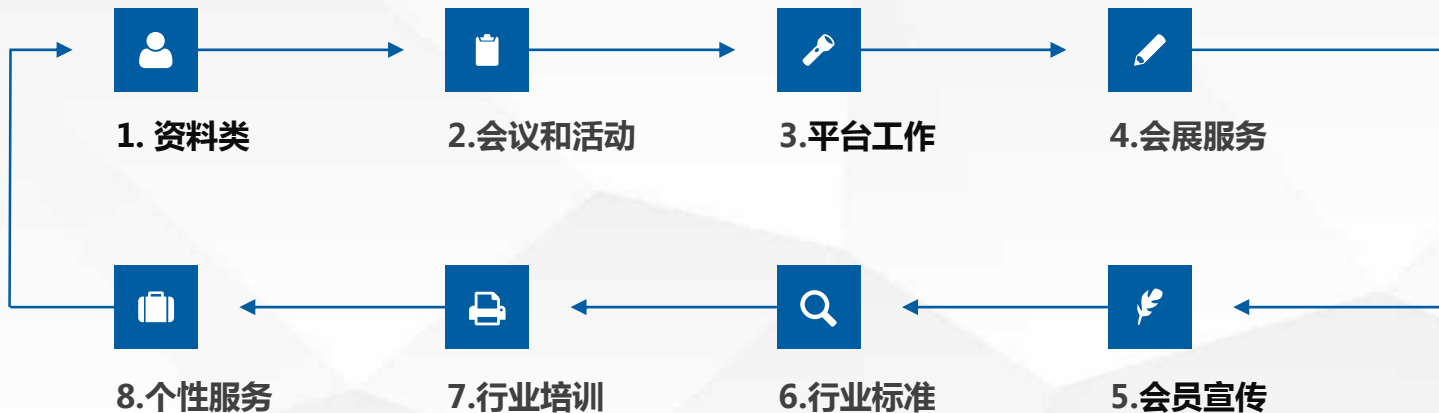 1. 资料类
2.会议和活动
3.平台工作
4.会展服务
5.会员宣传
6.行业标准
7.行业培训
8.个性服务